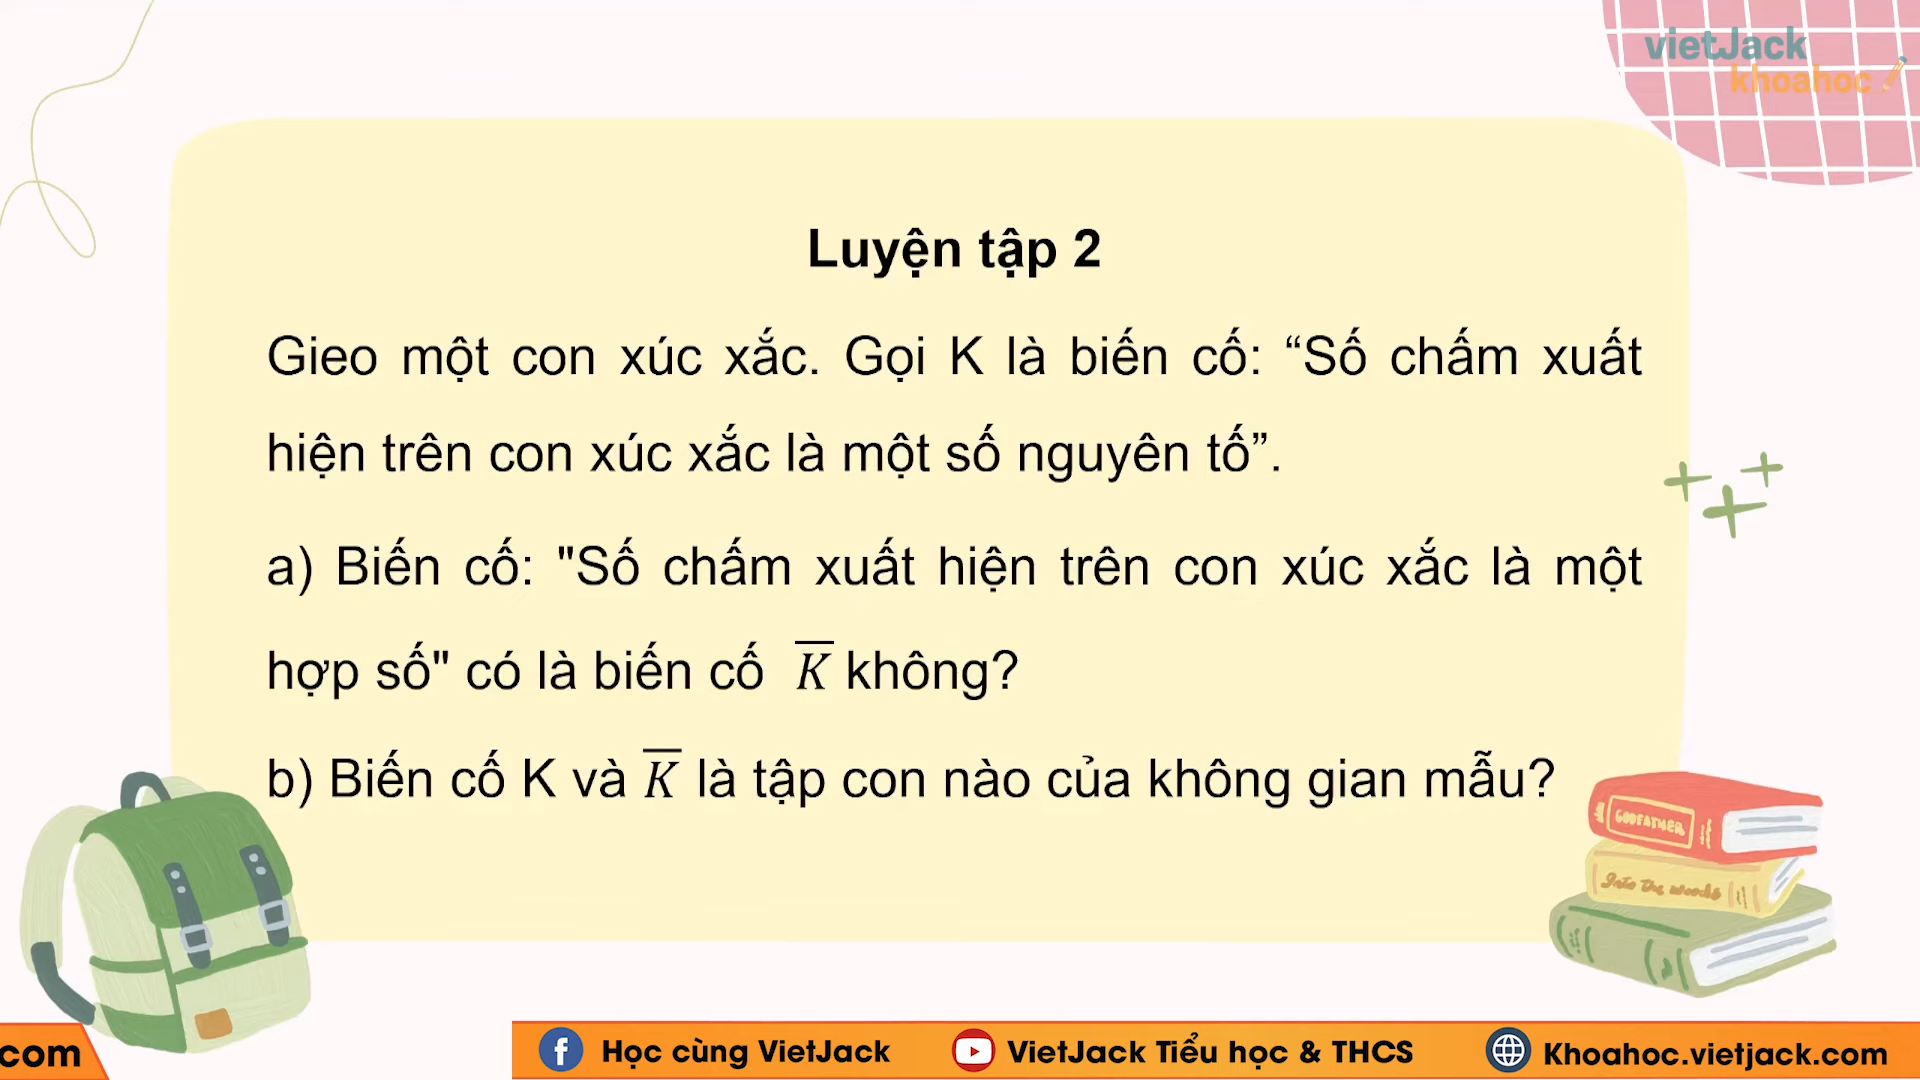 vietJack
khoahoc
Luyện tập 2
Gieo một con xúc xắc. Gọi K là biến cố: “Số chấm xuất
hiện trên con xúc xắc là một số nguyên tố”.
a) Biến cố: "Số chấm xuất hiện trên con xúc xắc là một
hợp số" có là biến cố \overline{K} không?
b) Biến cố K và \overline{K} là tập con nào của không gian mẫu?
GODFATHER
Into the woods
com
Học cùng VietJack
VietJack Tiểu học & THCS
Khoahoc.vietjack.com